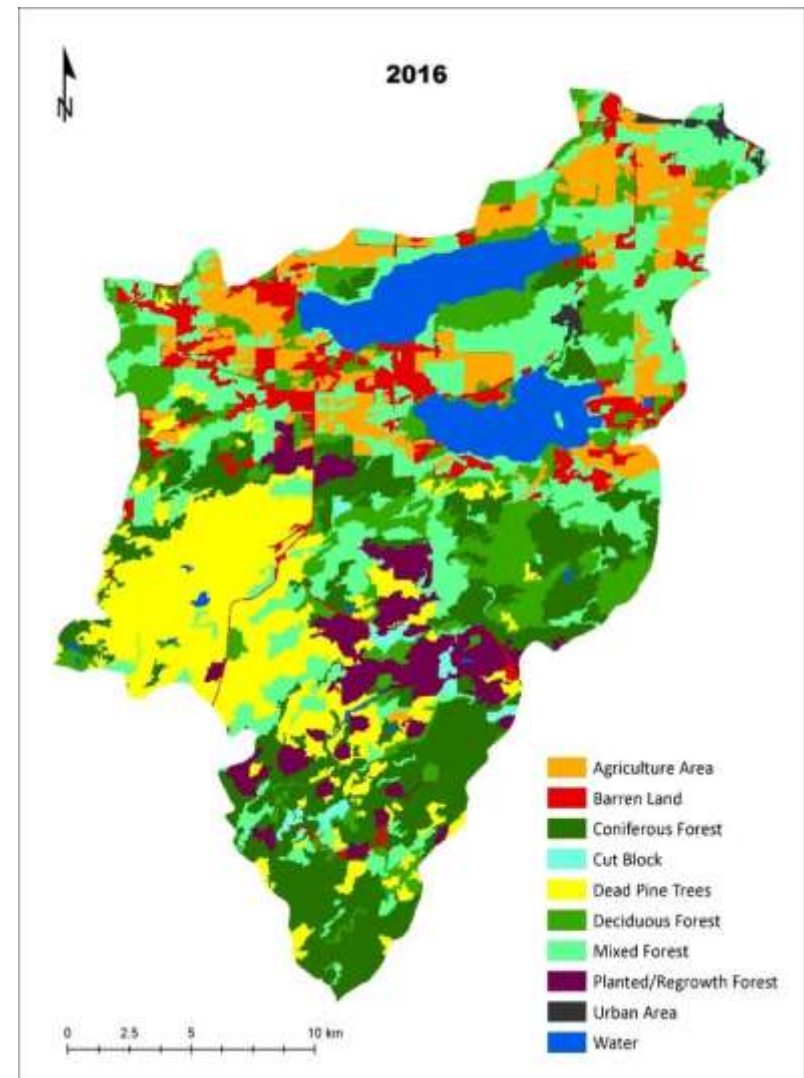 2016
N
Agriculture Area
Barren Land
Coniferous Forest
Cut Block
Dead Pine Trees
Deciduous Forest
Mixed Forest
Planted/Regrowth Forest
Urban Area
Water
0 2.5 5 10 km